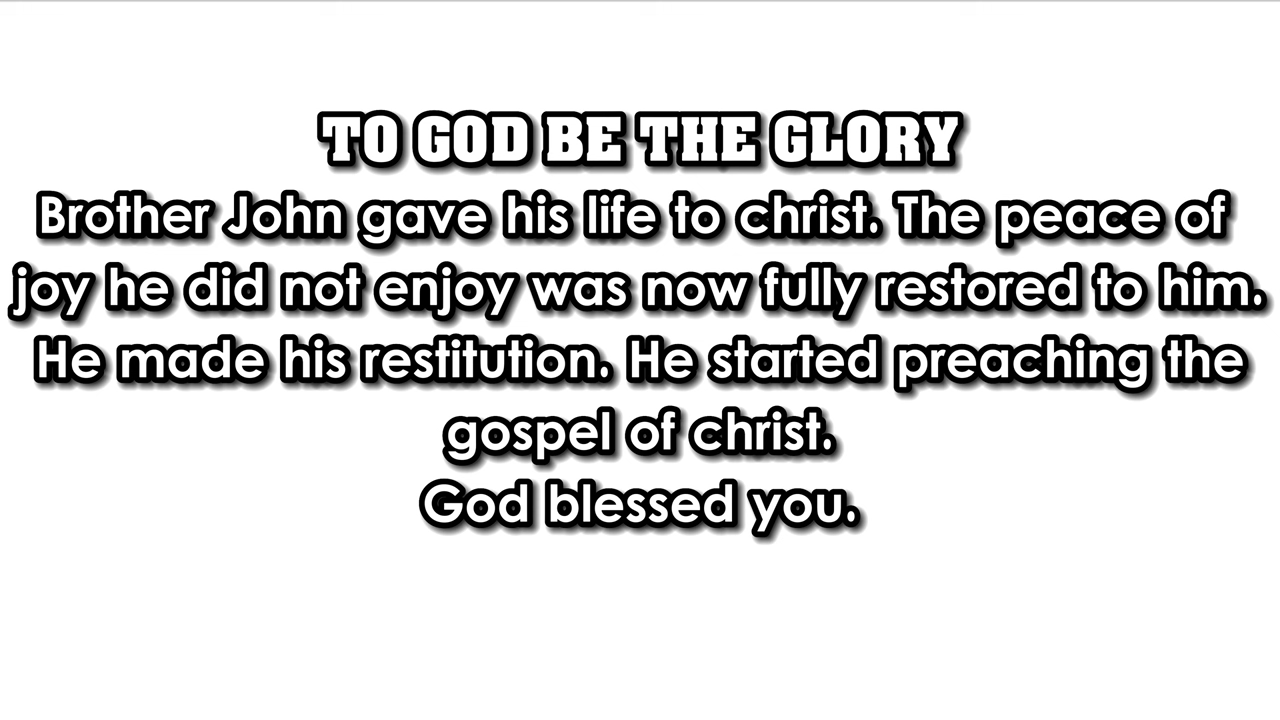 TO GOD BE THE GLORY
Brother John gave his life to christ. The peace of
joy he did not enjoy was now fully restored to him.
He made his restitution. He started preaching the
gospel of christ.
God blessed you.